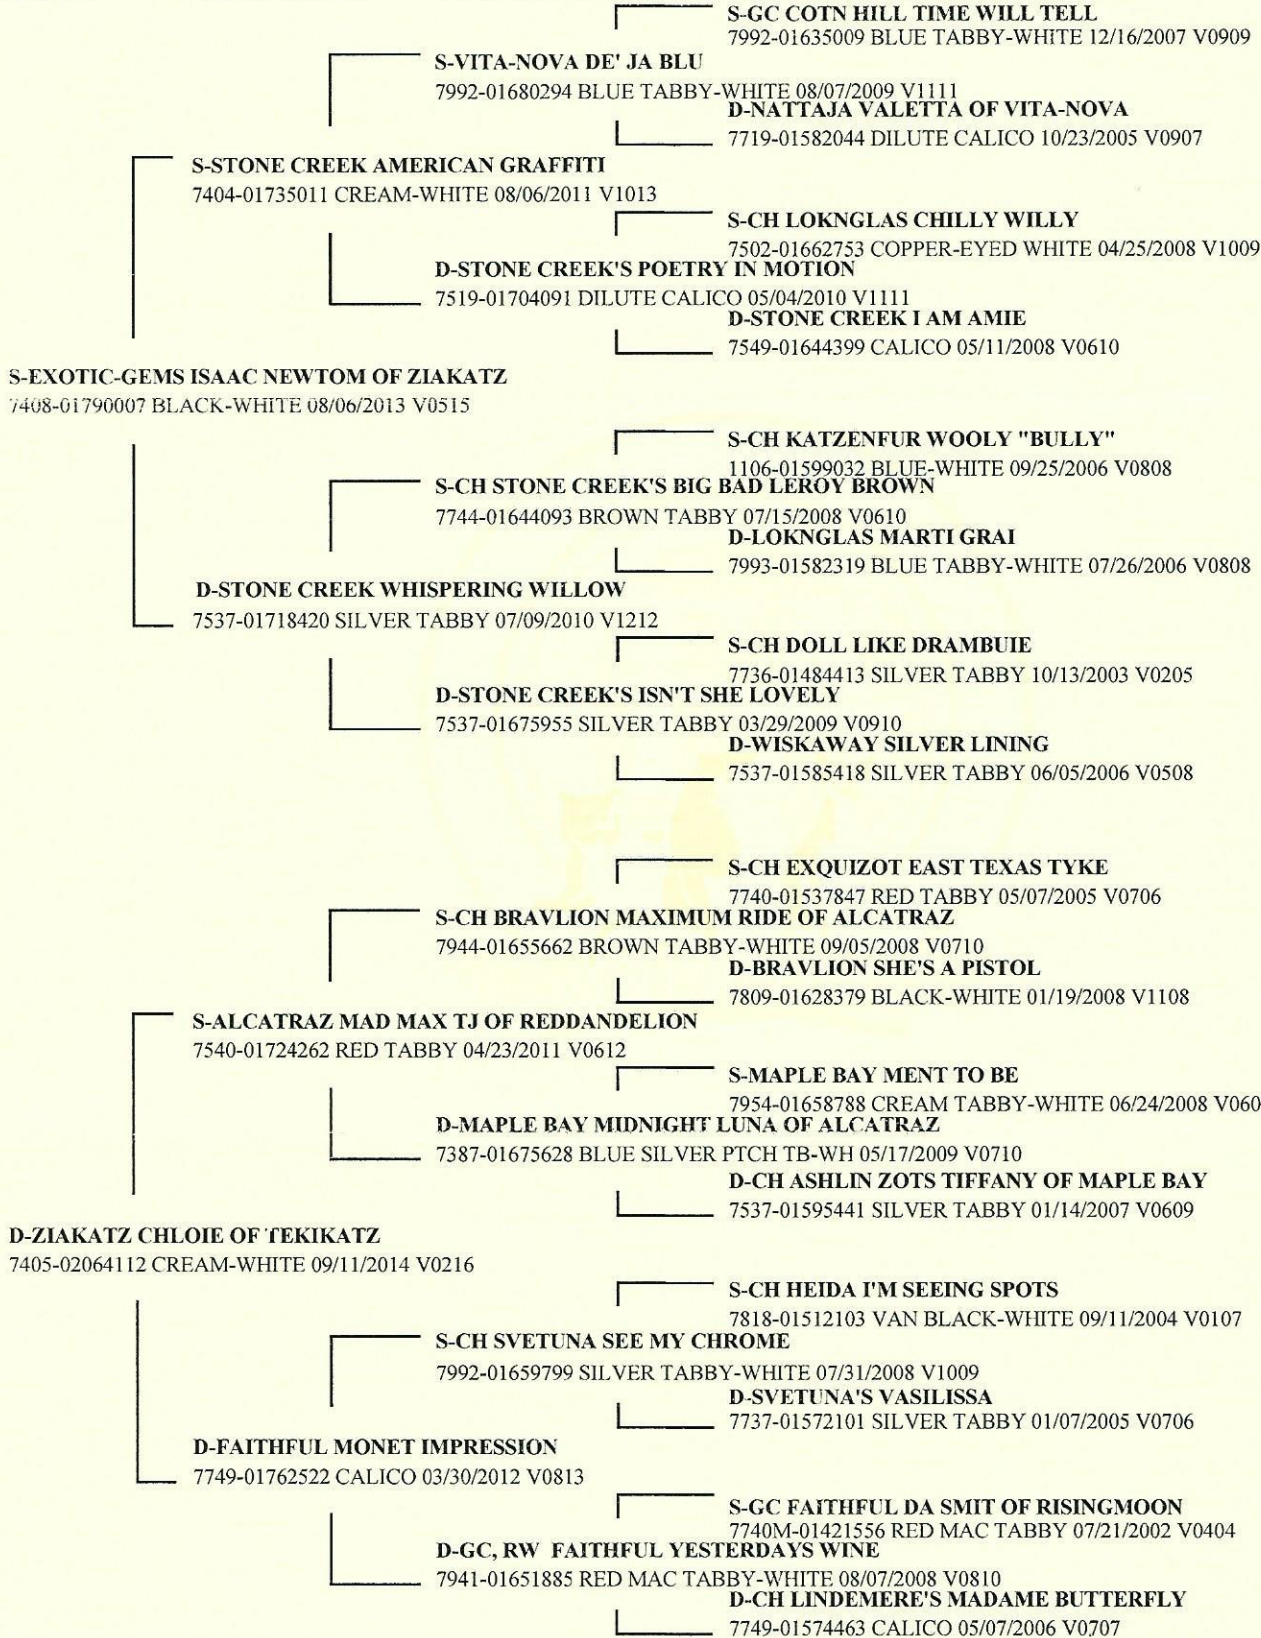 S-GC COTN HILL TIME WILL TELL
7992-01635009 BLUE TABBY-WHITE 12/16/2007 V0909
S-VITA-NOVA DE' JA BLU
7992-01680294 BLUE TABBY-WHITE 08/07/2009 V1111
D-NATTAJA VALETTA OF VITA-NOVA
7719-01582044 DILUTE CALICO 10/23/2005 V0907
S-STONE CREEK AMERICAN GRAFFITI
7404-01735011 CREAM-WHITE 08/06/2011 V1013
S-CH LOKNGLAS CHILLY WILLY
7502-01662753 COPPER-EYED WHITE 04/25/2008 V1009
D-STONE CREEK'S POETRY IN MOTION
7519-01704091 DILUTE CALICO 05/04/2010 V1111
D-STONE CREEK I AM AMIE
7549-01644399 CALICO 05/11/2008 V0610
S-EXOTIC-GEMS ISAAC NEWTOM OF ZIAKATZ
7408-01790007 BLACK-WHITE 08/06/2013 V0515
S-CH KATZENFUR WOOLY "BULLY"
1106-01599032 BLUE-WHITE 09/25/2006 V0808
S-CH STONE CREEK'S BIG BAD LEROY BROWN
7744-01644093 BROWN TABBY 07/15/2008 V0610
D-LOKNGLAS MARTI GRAI
7993-01582319 BLUE TABBY-WHITE 07/26/2006 V0808
D-STONE CREEK WHISPERING WILLOW
7537-01718420 SILVER TABBY 07/09/2010 V1212
S-CH DOLL LIKE DRAMBUIE
7736-01484413 SILVER TABBY 10/13/2003 V0205
D-STONE CREEK'S ISN'T SHE LOVELY
7537-01675955 SILVER TABBY 03/29/2009 V0910
D-WISKAWAY SILVER LINING
7537-01585418 SILVER TABBY 06/05/2006 V0508
S-CH EXQUIZOT EAST TEXAS TYKE
7740-01537847 RED TABBY 05/07/2005 V0706
S-CH BRAVLION MAXIMUM RIDE OF ALCATRAZ
7944-01655662 BROWN TABBY-WHITE 09/05/2008 V0710
D-BRAVLION SHE'S A PISTOL
7809-01628379 BLACK-WHITE 01/19/2008 V1108
S-ALCATRAZ MAD MAX TJ OF REDDANDELION
7540-01724262 RED TABBY 04/23/2011 V0612
S-MAPLE BAY MENT TO BE
7954-01658788 CREAM TABBY-WHITE 06/24/2008 V060
D-MAPLE BAY MIDNIGHT LUNA OF ALCATRAZ
7387-01675628 BLUE SILVER PTCH TB-WH 05/17/2009 V0710
D-CH ASHLIN ZOTS TIFFANY OF MAPLE BAY
7537-01595441 SILVER TABBY 01/14/2007 V0609
D-ZIAKATZ CHLOIE OF TEKIKATZ
7405-02064112 CREAM-WHITE 09/11/2014 V0216
S-CH HEIDA I'M SEEING SPOTS
7818-01512103 VAN BLACK-WHITE 09/11/2004 V0107
S-CH SVETUNA SEE MY CHROME
7992-01659799 SILVER TABBY-WHITE 07/31/2008 V1009
D-SVETUNA'S VASILISSA
7737-01572101 SILVER TABBY 01/07/2005 V0706
D-FAITHFUL MONET IMPRESSION
7749-01762522 CALICO 03/30/2012 V0813
S-GC FAITHFUL DA SMIT OF RISINGMOON
7740M-01421556 RED MAC TABBY 07/21/2002 V0404
D-GC, RW FAITHFUL YESTERDAYS WINE
7941-01651885 RED MAC TABBY-WHITE 08/07/2008 V0810
D-CH LINDEMERE'S MADAME BUTTERFLY
7749-01574463 CALICO 05/07/2006 V0707